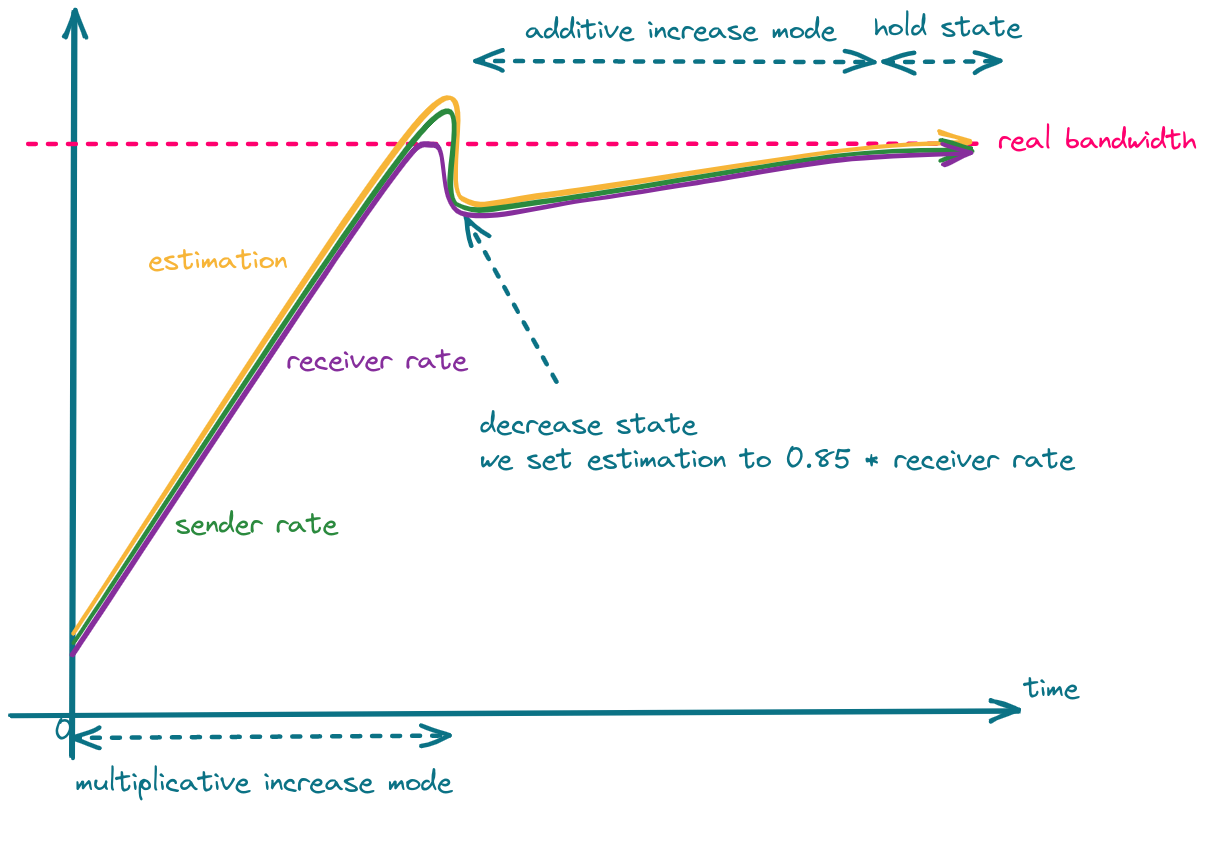 additive increase mode
hold state
real bandwidth
estimation
receiver rate
decrease state
we set estimation to 0.85 * receiver rate
sender rate
time
0
multiplicative increase mode